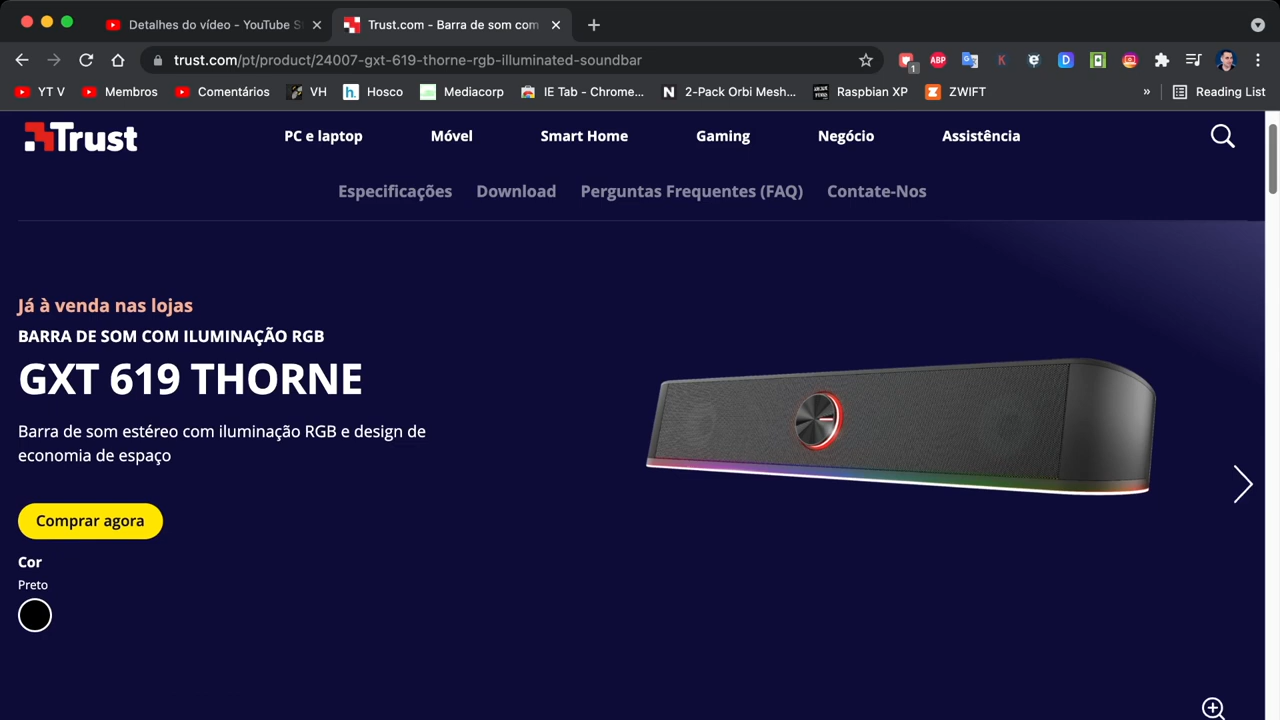 Detalhes do vídeo - YouTube S
Trust.com - Barra de som com
trust.com/pt/product/24007-gxt-619-thorne-rgb-illuminated-soundbar
1
ABP
K
D
YT V
Membros
Comentários
VH
h.
Hosco
Mediacorp
IE Tab - Chrome...
N
2-Pack Orbi Mesh...
Raspbian XP
ZWIFT
»
Reading List
Trust
PC e laptop
Móvel
Smart Home
Gaming
Negócio
Assistência
Especificações
Download
Perguntas Frequentes (FAQ)
Contate-Nos
Já à venda nas lojas
BARRA DE SOM COM ILUMINAÇÃO RGB
GXT 619 THORNE
Barra de som estéreo com iluminação RGB e design de
economia de espaço
Comprar agora
Cor
Preto